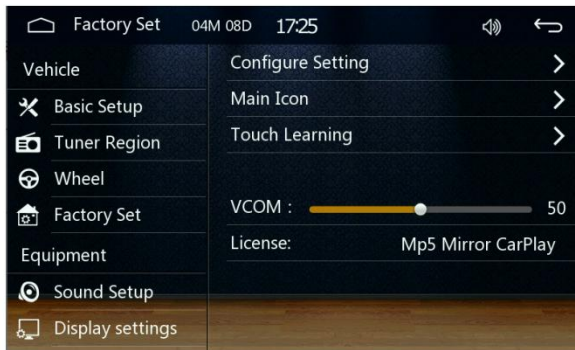 Factory Set 04M 08D 17:25
Vehicle
Basic Setup
Tuner Region
Wheel
Factory Set
Equipment
Sound Setup
Display settings
Configure Setting
Main Icon
Touch Learning
VCOM : 50
License: Mp5 Mirror CarPlay